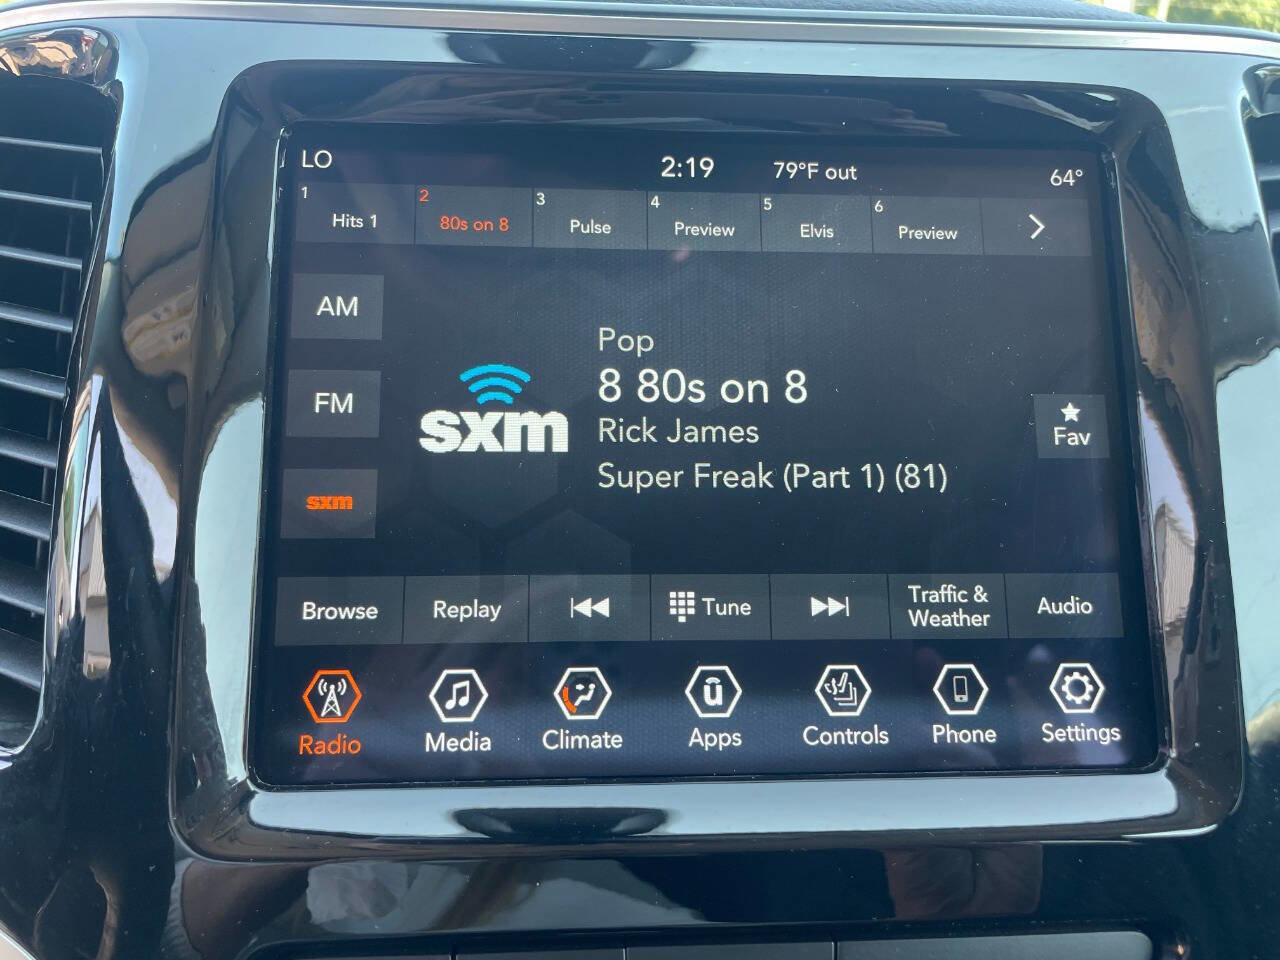 LO 2:19 79°F out 64°
1 Hits 1 2 80s on 8 3 Pulse 4 Preview 5 Elvis 6 Preview
AM
FM
sxm
sxm
Pop
8 80s on 8
Rick James
Super Freak (Part 1) (81)
Fav
Browse Replay Tune Traffic & Weather Audio
Radio Media Climate Apps Controls Phone Settings